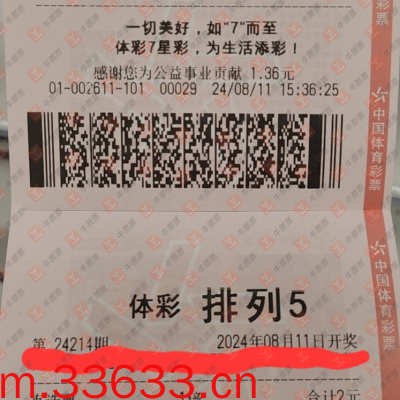 一切美好，如“7”而至
体彩7星彩，为生活添彩！
感谢您为公益事业贡献 1.36元
01-002611-101 00029 24/08/11 15:36:25
中国体育彩票
体彩 排列5
中国体育彩票
第 24214期 2024年08月11日开奖
m.33633.cn
合计2元